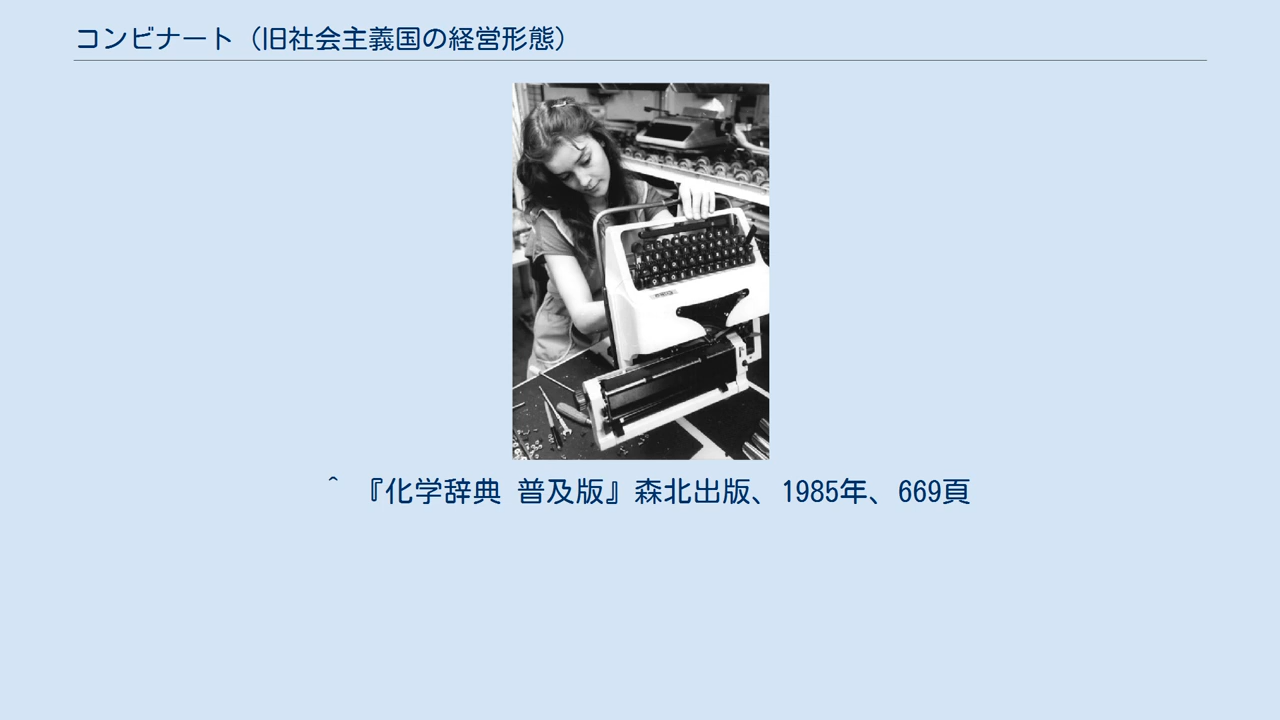 コンビナート（旧社会主義国の経営形態）
^ 『化学辞典 普及版』森北出版、1985年、669頁